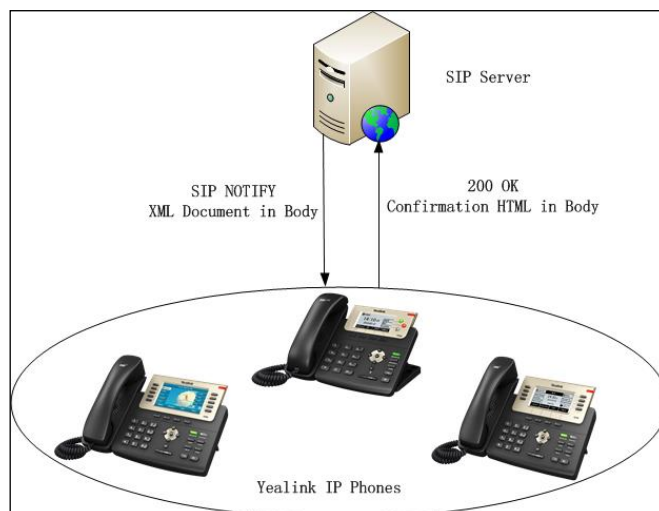 SIP Server
SIP NOTIFY
XML Document in Body
200 OK
Confirmation HTML in Body
Yealink IP Phones